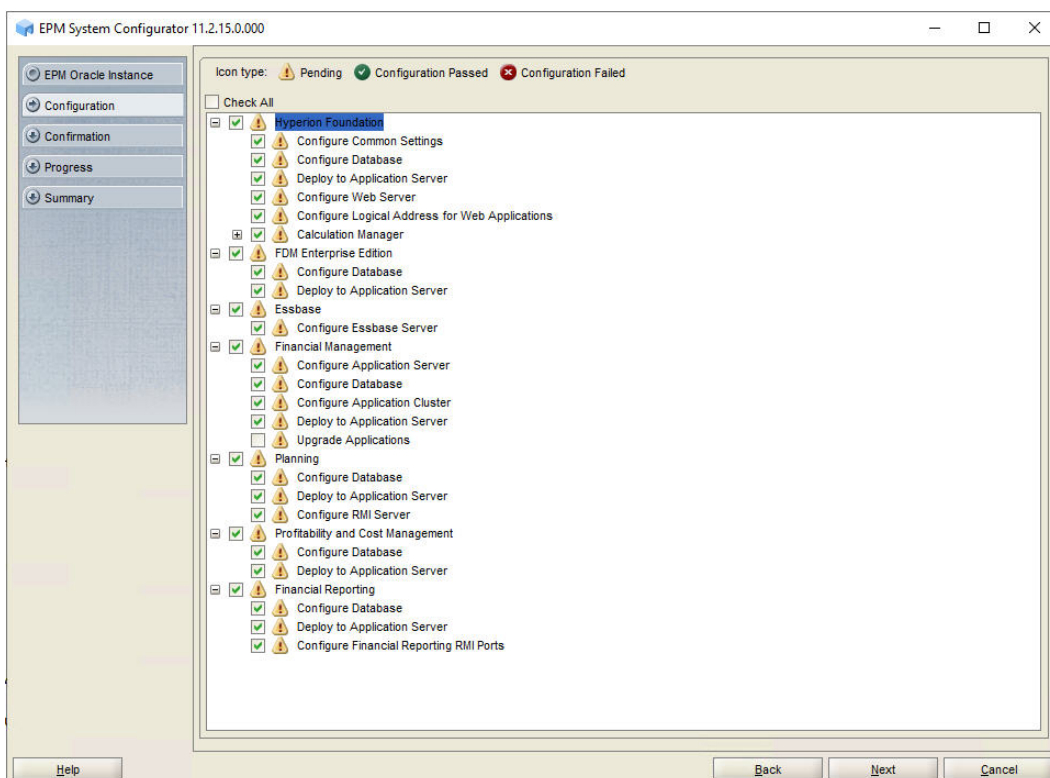 EPM System Configurator 11.2.15.0.000
EPM Oracle Instance
Configuration
Confirmation
Progress
Summary
Icon type: Pending Configuration Passed Configuration Failed
Check All
Hyperion Foundation
Configure Common Settings
Configure Database
Deploy to Application Server
Configure Web Server
Configure Logical Address for Web Applications
Calculation Manager
FDM Enterprise Edition
Configure Database
Deploy to Application Server
Essbase
Configure Essbase Server
Financial Management
Configure Application Server
Configure Database
Configure Application Cluster
Deploy to Application Server
Upgrade Applications
Planning
Configure Database
Deploy to Application Server
Configure RMI Server
Profitability and Cost Management
Configure Database
Deploy to Application Server
Financial Reporting
Configure Database
Deploy to Application Server
Configure Financial Reporting RMI Ports
Help Back Next Cancel